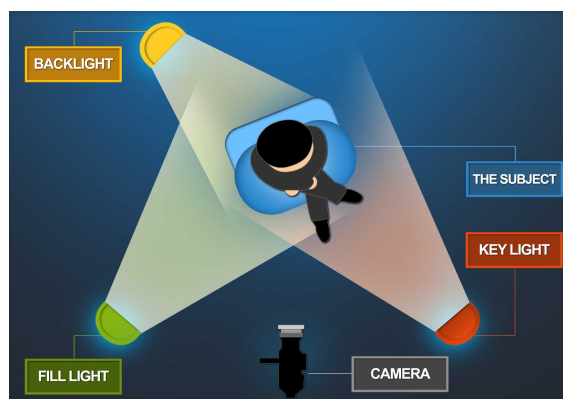 BACKLIGHT
THE SUBJECT
KEY LIGHT
FILL LIGHT
CAMERA